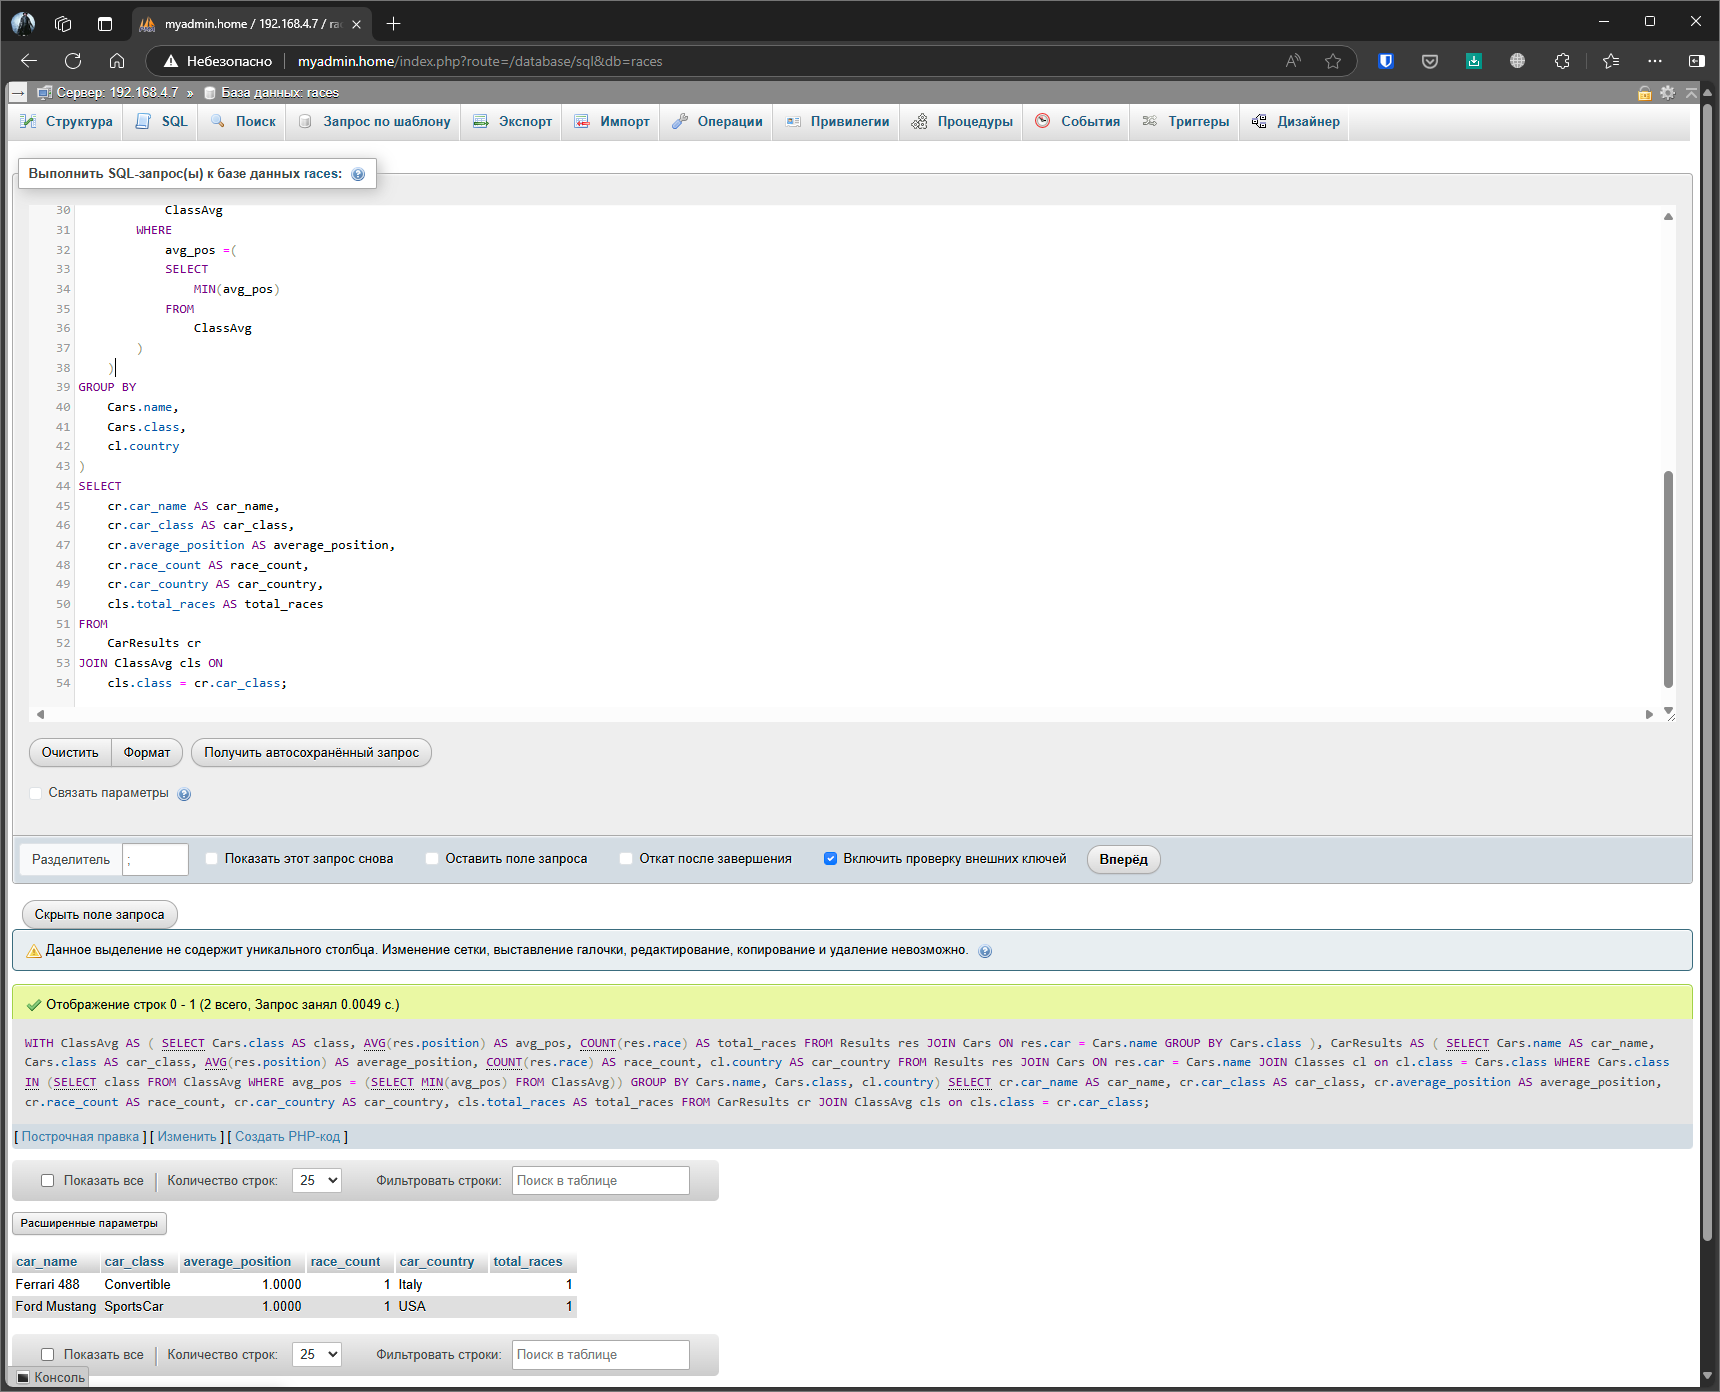 myadmin.home / 192.168.4.7 / ra
Небезопасно
myadmin.home/index.php?route=/database/sql&db=races
Сервер: 192.168.4.7 » База данных: races
Структура SQL Поиск Запрос по шаблону Экспорт Импорт Операции Привилегии Процедуры События Триггеры Дизайнер
Выполнить SQL-запрос(ы) к базе данных races:
30 ClassAvg
31 WHERE
32 avg_pos =(
33 SELECT
34 MIN(avg_pos)
35 FROM
36 ClassAvg
37 )
38 )
39 GROUP BY
40 Cars.name,
41 Cars.class,
42 cl.country
43 )
44 SELECT
45 cr.car_name AS car_name,
46 cr.car_class AS car_class,
47 cr.average_position AS average_position,
48 cr.race_count AS race_count,
49 cr.car_country AS car_country,
50 cls.total_races AS total_races
51 FROM
52 CarResults cr
53 JOIN ClassAvg cls ON
54 cls.class = cr.car_class;
Очистить Формат Получить автосохранённый запрос
Связать параметры
Разделитель ; Показать этот запрос снова Оставить поле запроса Откат после завершения Включить проверку внешних ключей Вперёд
Скрыть поле запроса
Данное выделение не содержит уникального столбца. Изменение сетки, выставление галочки, редактирование, копирование и удаление невозможно.
Отображение строк 0 - 1 (2 всего, Запрос занял 0.0049 с.)
WITH ClassAvg AS ( SELECT Cars.class AS class, AVG(res.position) AS avg_pos, COUNT(res.race) AS total_races FROM Results res JOIN Cars ON res.car = Cars.name GROUP BY Cars.class ), CarResults AS ( SELECT Cars.name AS car_name,
Cars.class AS car_class, AVG(res.position) AS average_position, COUNT(res.race) AS race_count, cl.country AS car_country FROM Results res JOIN Cars ON res.car = Cars.name JOIN Classes cl on cl.class = Cars.class WHERE Cars.class
IN (SELECT class FROM ClassAvg WHERE avg_pos = (SELECT MIN(avg_pos) FROM ClassAvg)) GROUP BY Cars.name, Cars.class, cl.country) SELECT cr.car_name AS car_name, cr.car_class AS car_class, cr.average_position AS average_position,
cr.race_count AS race_count, cr.car_country AS car_country, cls.total_races AS total_races FROM CarResults cr JOIN ClassAvg cls on cls.class = cr.car_class;
[ Построчная правка ] [ Изменить ] [ Создать PHP-код ]
Показать все Количество строк: 25 Фильтровать строки: Поиск в таблице
Расширенные параметры
car_name car_class average_position race_count car_country total_races
Ferrari 488 Convertible 1.0000 1 Italy 1
Ford Mustang SportsCar 1.0000 1 USA 1
Показать все Количество строк: 25 Фильтровать строки: Поиск в таблице
Консоль